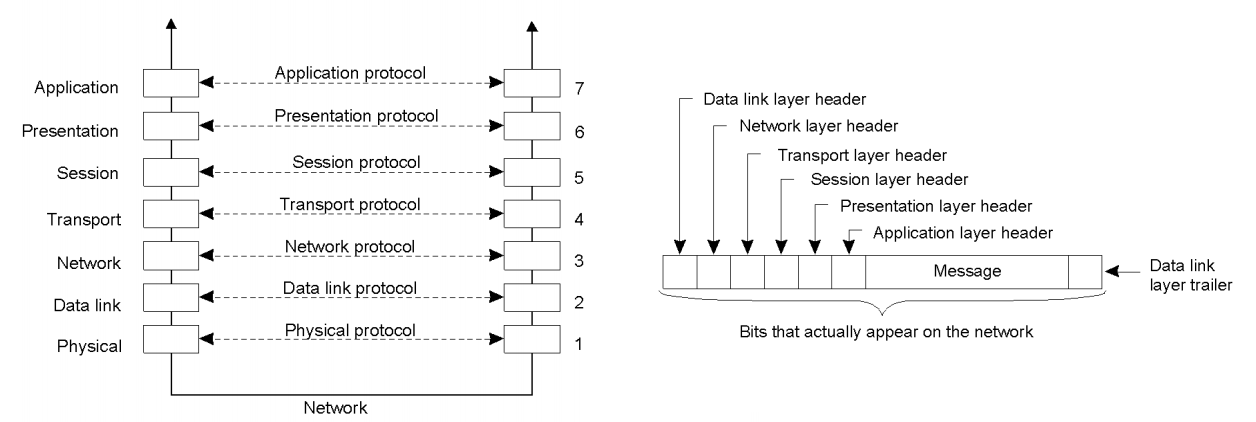 Application
Application protocol
7
Presentation
Presentation protocol
6
Session
Session protocol
5
Transport
Transport protocol
4
Network
Network protocol
3
Data link
Data link protocol
2
Physical
Physical protocol
1
Network
Data link layer header
Network layer header
Transport layer header
Session layer header
Presentation layer header
Application layer header
Message
Data link
layer trailer
Bits that actually appear on the network